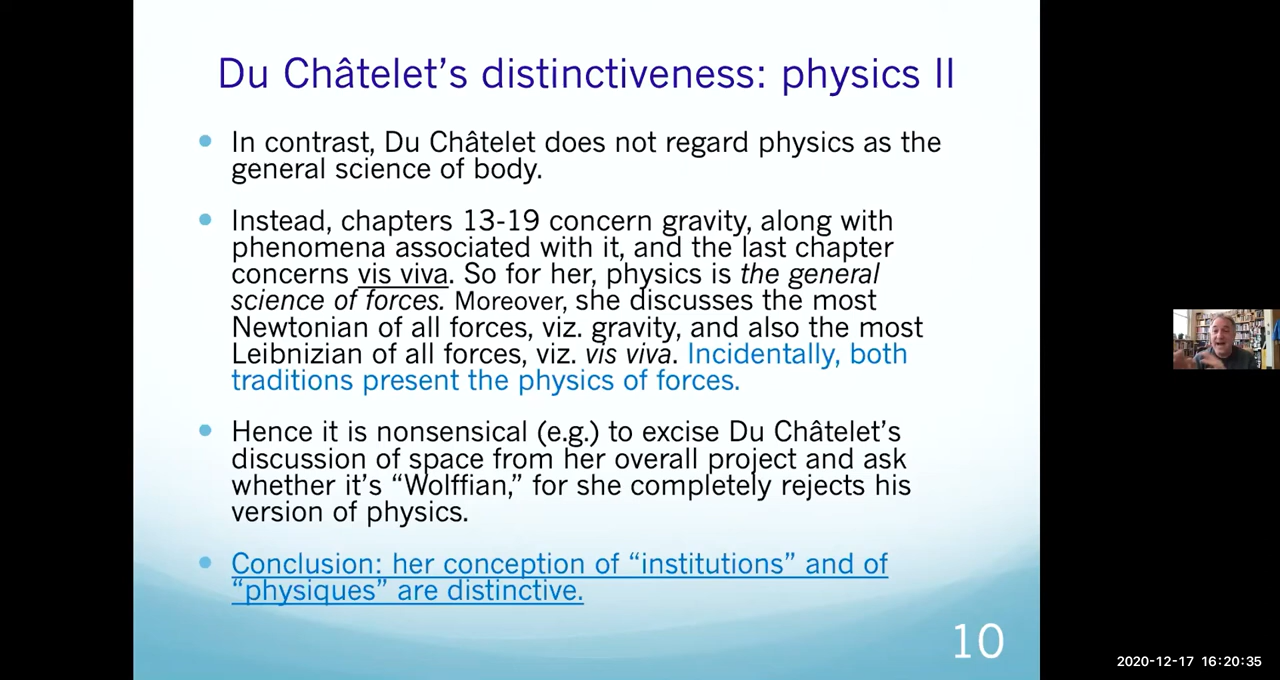 Du Châtelet’s distinctiveness: physics II
In contrast, Du Châtelet does not regard physics as the
general science of body.
Instead, chapters 13-19 concern gravity, along with
phenomena associated with it, and the last chapter
concerns vis viva. So for her, physics is the general
science of forces. Moreover, she discusses the most
Newtonian of all forces, viz. gravity, and also the most
Leibnizian of all forces, viz. vis viva. Incidentally, both
traditions present the physics of forces.
Hence it is nonsensical (e.g.) to excise Du Châtelet’s
discussion of space from her overall project and ask
whether it’s “Wolffian,” for she completely rejects his
version of physics.
Conclusion: her conception of “institutions” and of
“physiques” are distinctive.
10
2020-12-17 16:20:35